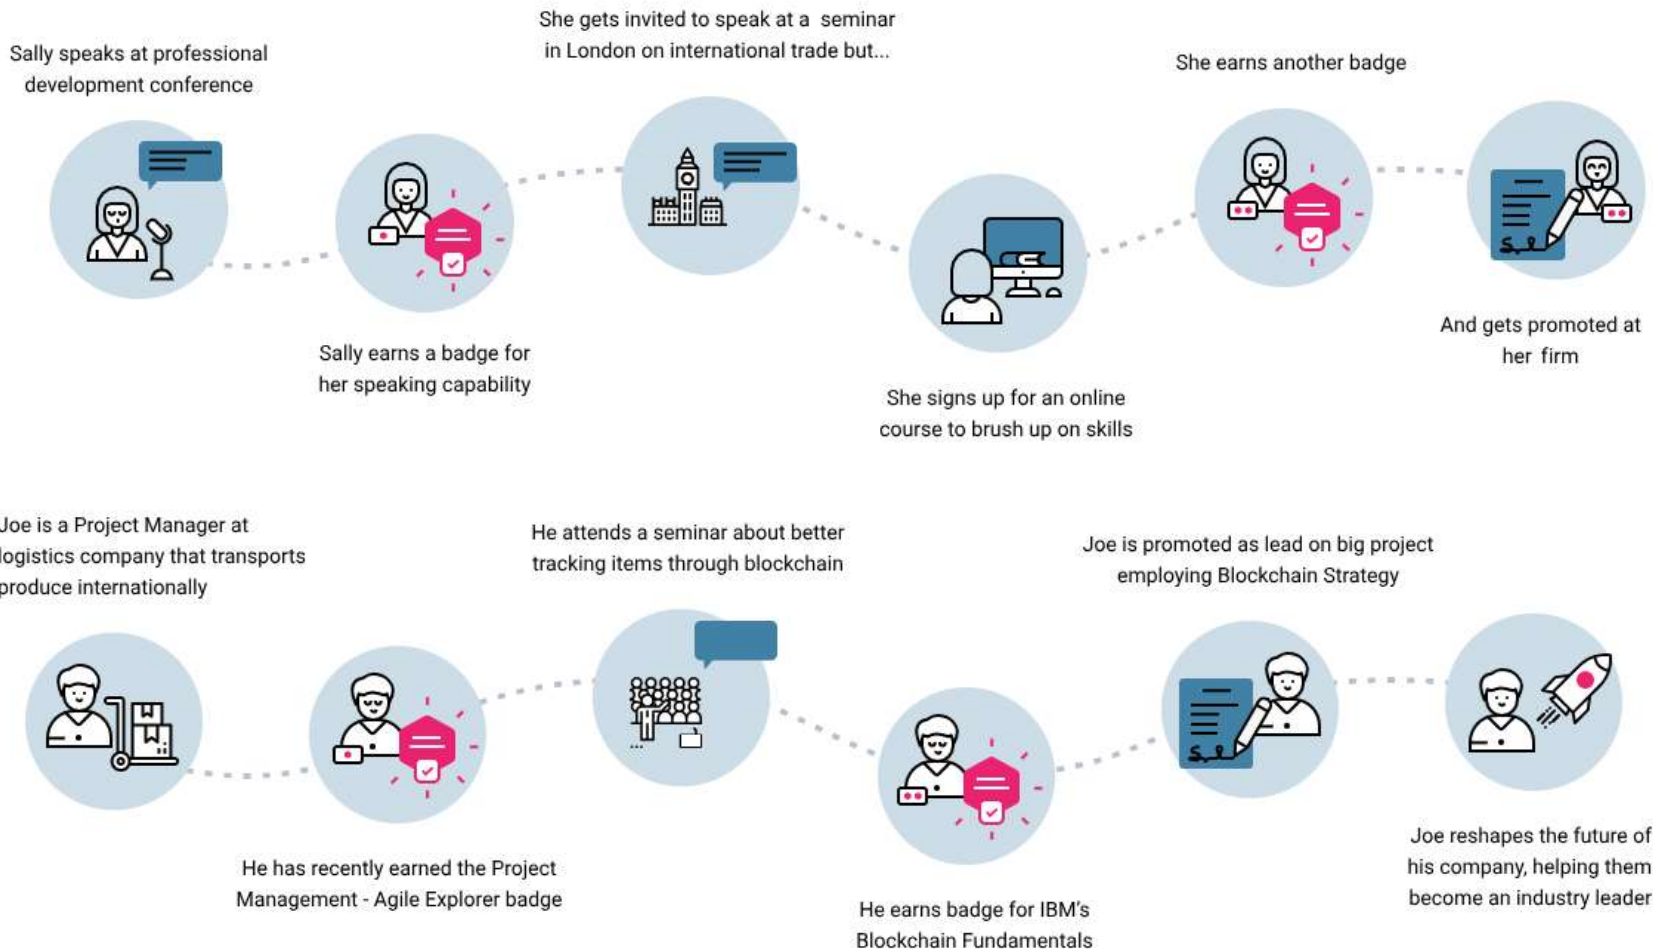 Sally speaks at professional
development conference
Sally earns a badge for
her speaking capability
She gets invited to speak at a seminar
in London on international trade but...
She signs up for an online
course to brush up on skills
She earns another badge
And gets promoted at
her firm
Joe is a Project Manager at
logistics company that transports
produce internationally
He has recently earned the Project
Management - Agile Explorer badge
He attends a seminar about better
tracking items through blockchain
He earns badge for IBM's
Blockchain Fundamentals
Joe is promoted as lead on big project
employing Blockchain Strategy
Joe reshapes the future of
his company, helping them
become an industry leader